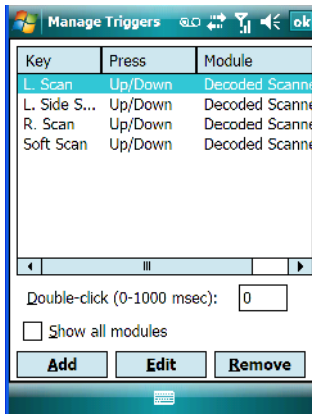 Manage Triggers ok
Key Press Module
L. Scan Up/Down Decoded Scanne
L. Side S... Up/Down Decoded Scanne
R. Scan Up/Down Decoded Scanne
Soft Scan Up/Down Decoded Scanne
Double-click (0-1000 msec): 0
Show all modules
Add Edit Remove